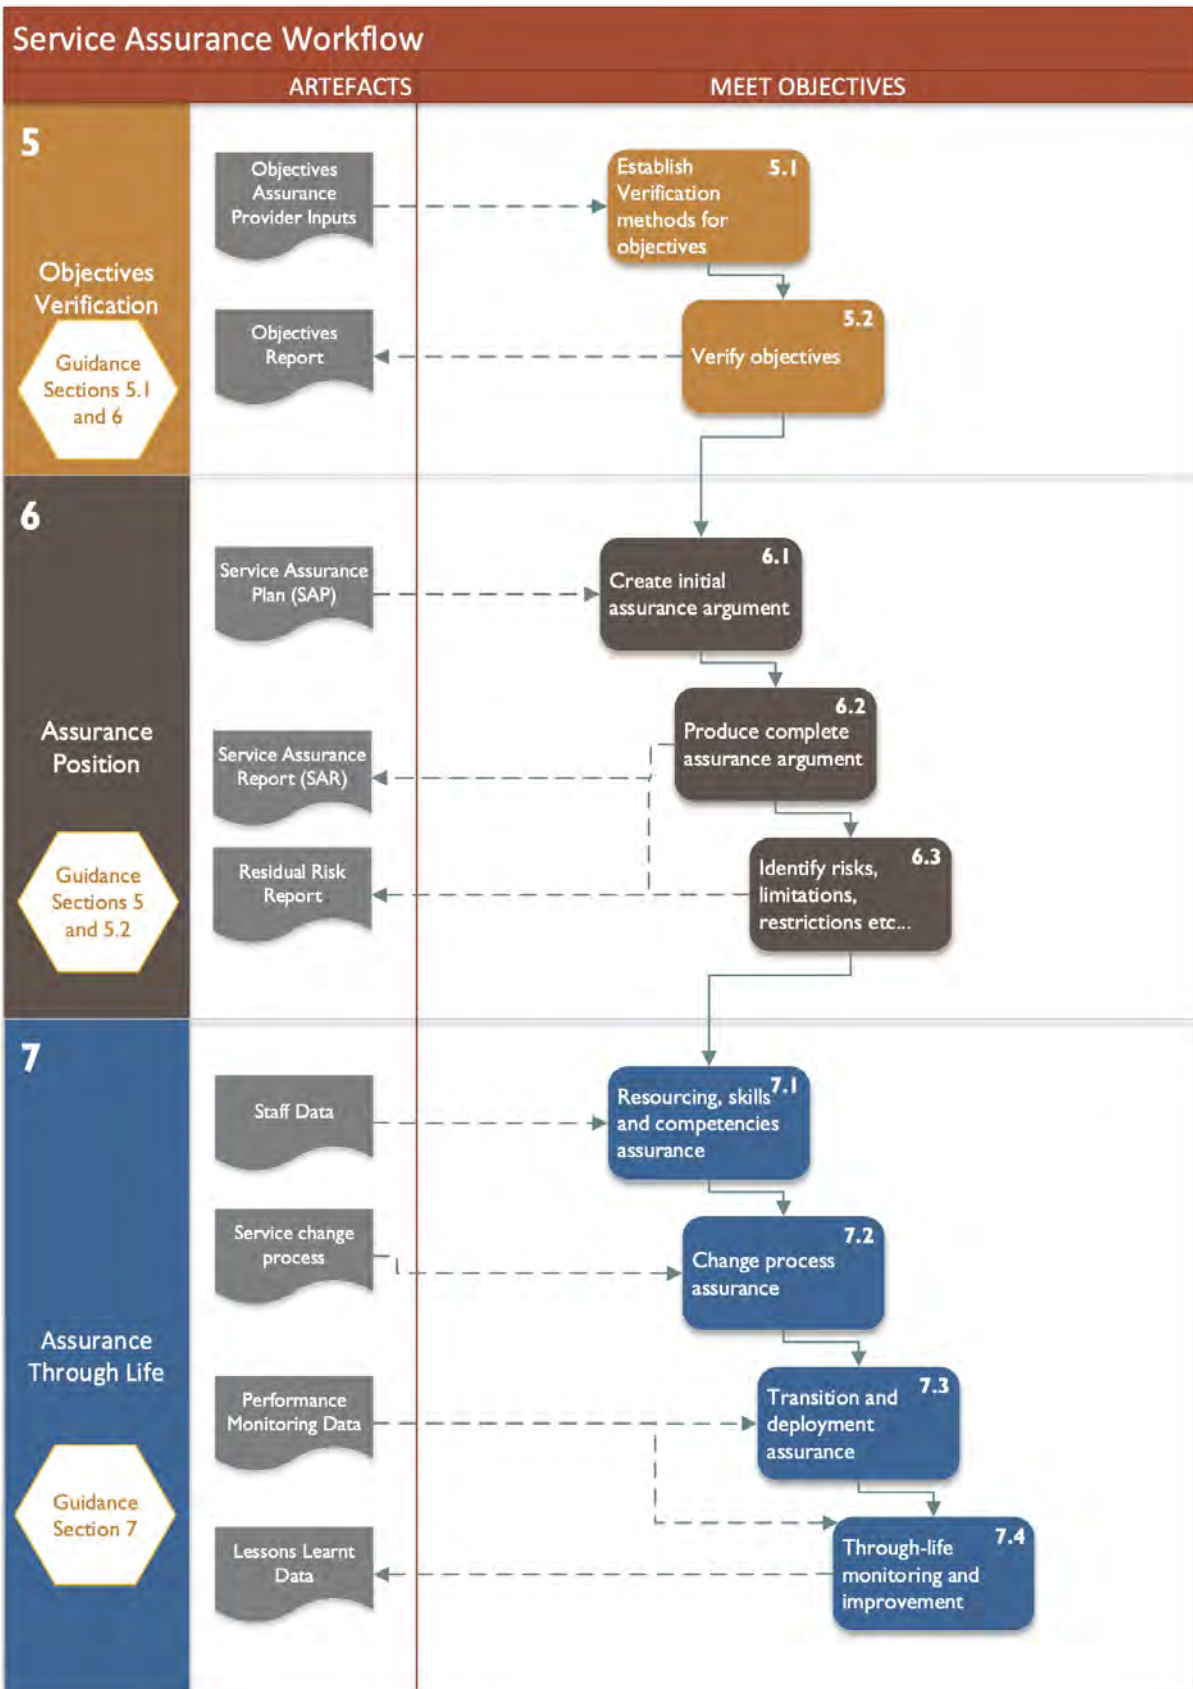 Service Assurance Workflow
ARTEFACTS
MEET OBJECTIVES
5
Objectives
Verification
Guidance
Sections 5.1
and 6
Objectives
Assurance
Provider Inputs
Establish
Verification
methods for
objectives
5.1
Objectives
Report
5.2
Verify objectives
6
Assurance
Position
Guidance
Sections 5
and 5.2
Service Assurance
Plan (SAP)
6.1
Create initial
assurance argument
6.2
Produce complete
assurance argument
Service Assurance
Report (SAR)
6.3
Identify risks,
limitations,
restrictions etc...
Residual Risk
Report
7
Assurance
Through Life
Guidance
Section 7
Staff Data
7.1
Resourcing, skills
and competencies
assurance
Service change
process
7.2
Change process
assurance
Performance
Monitoring Data
7.3
Transition and
deployment
assurance
Lessons Learnt
Data
7.4
Through-life
monitoring and
improvement